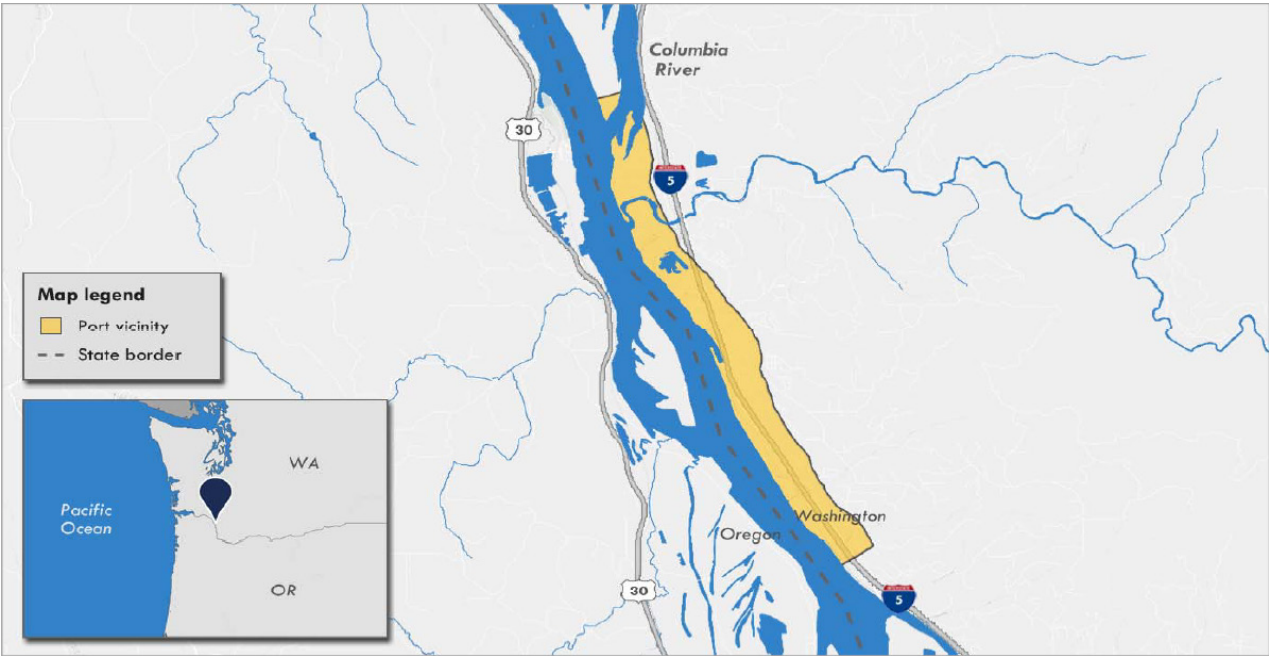 Columbia
River
30
5
Map legend
Port vicinity
State border
WA
Pacific
Ocean
OR
Washington
Oregon
30
5